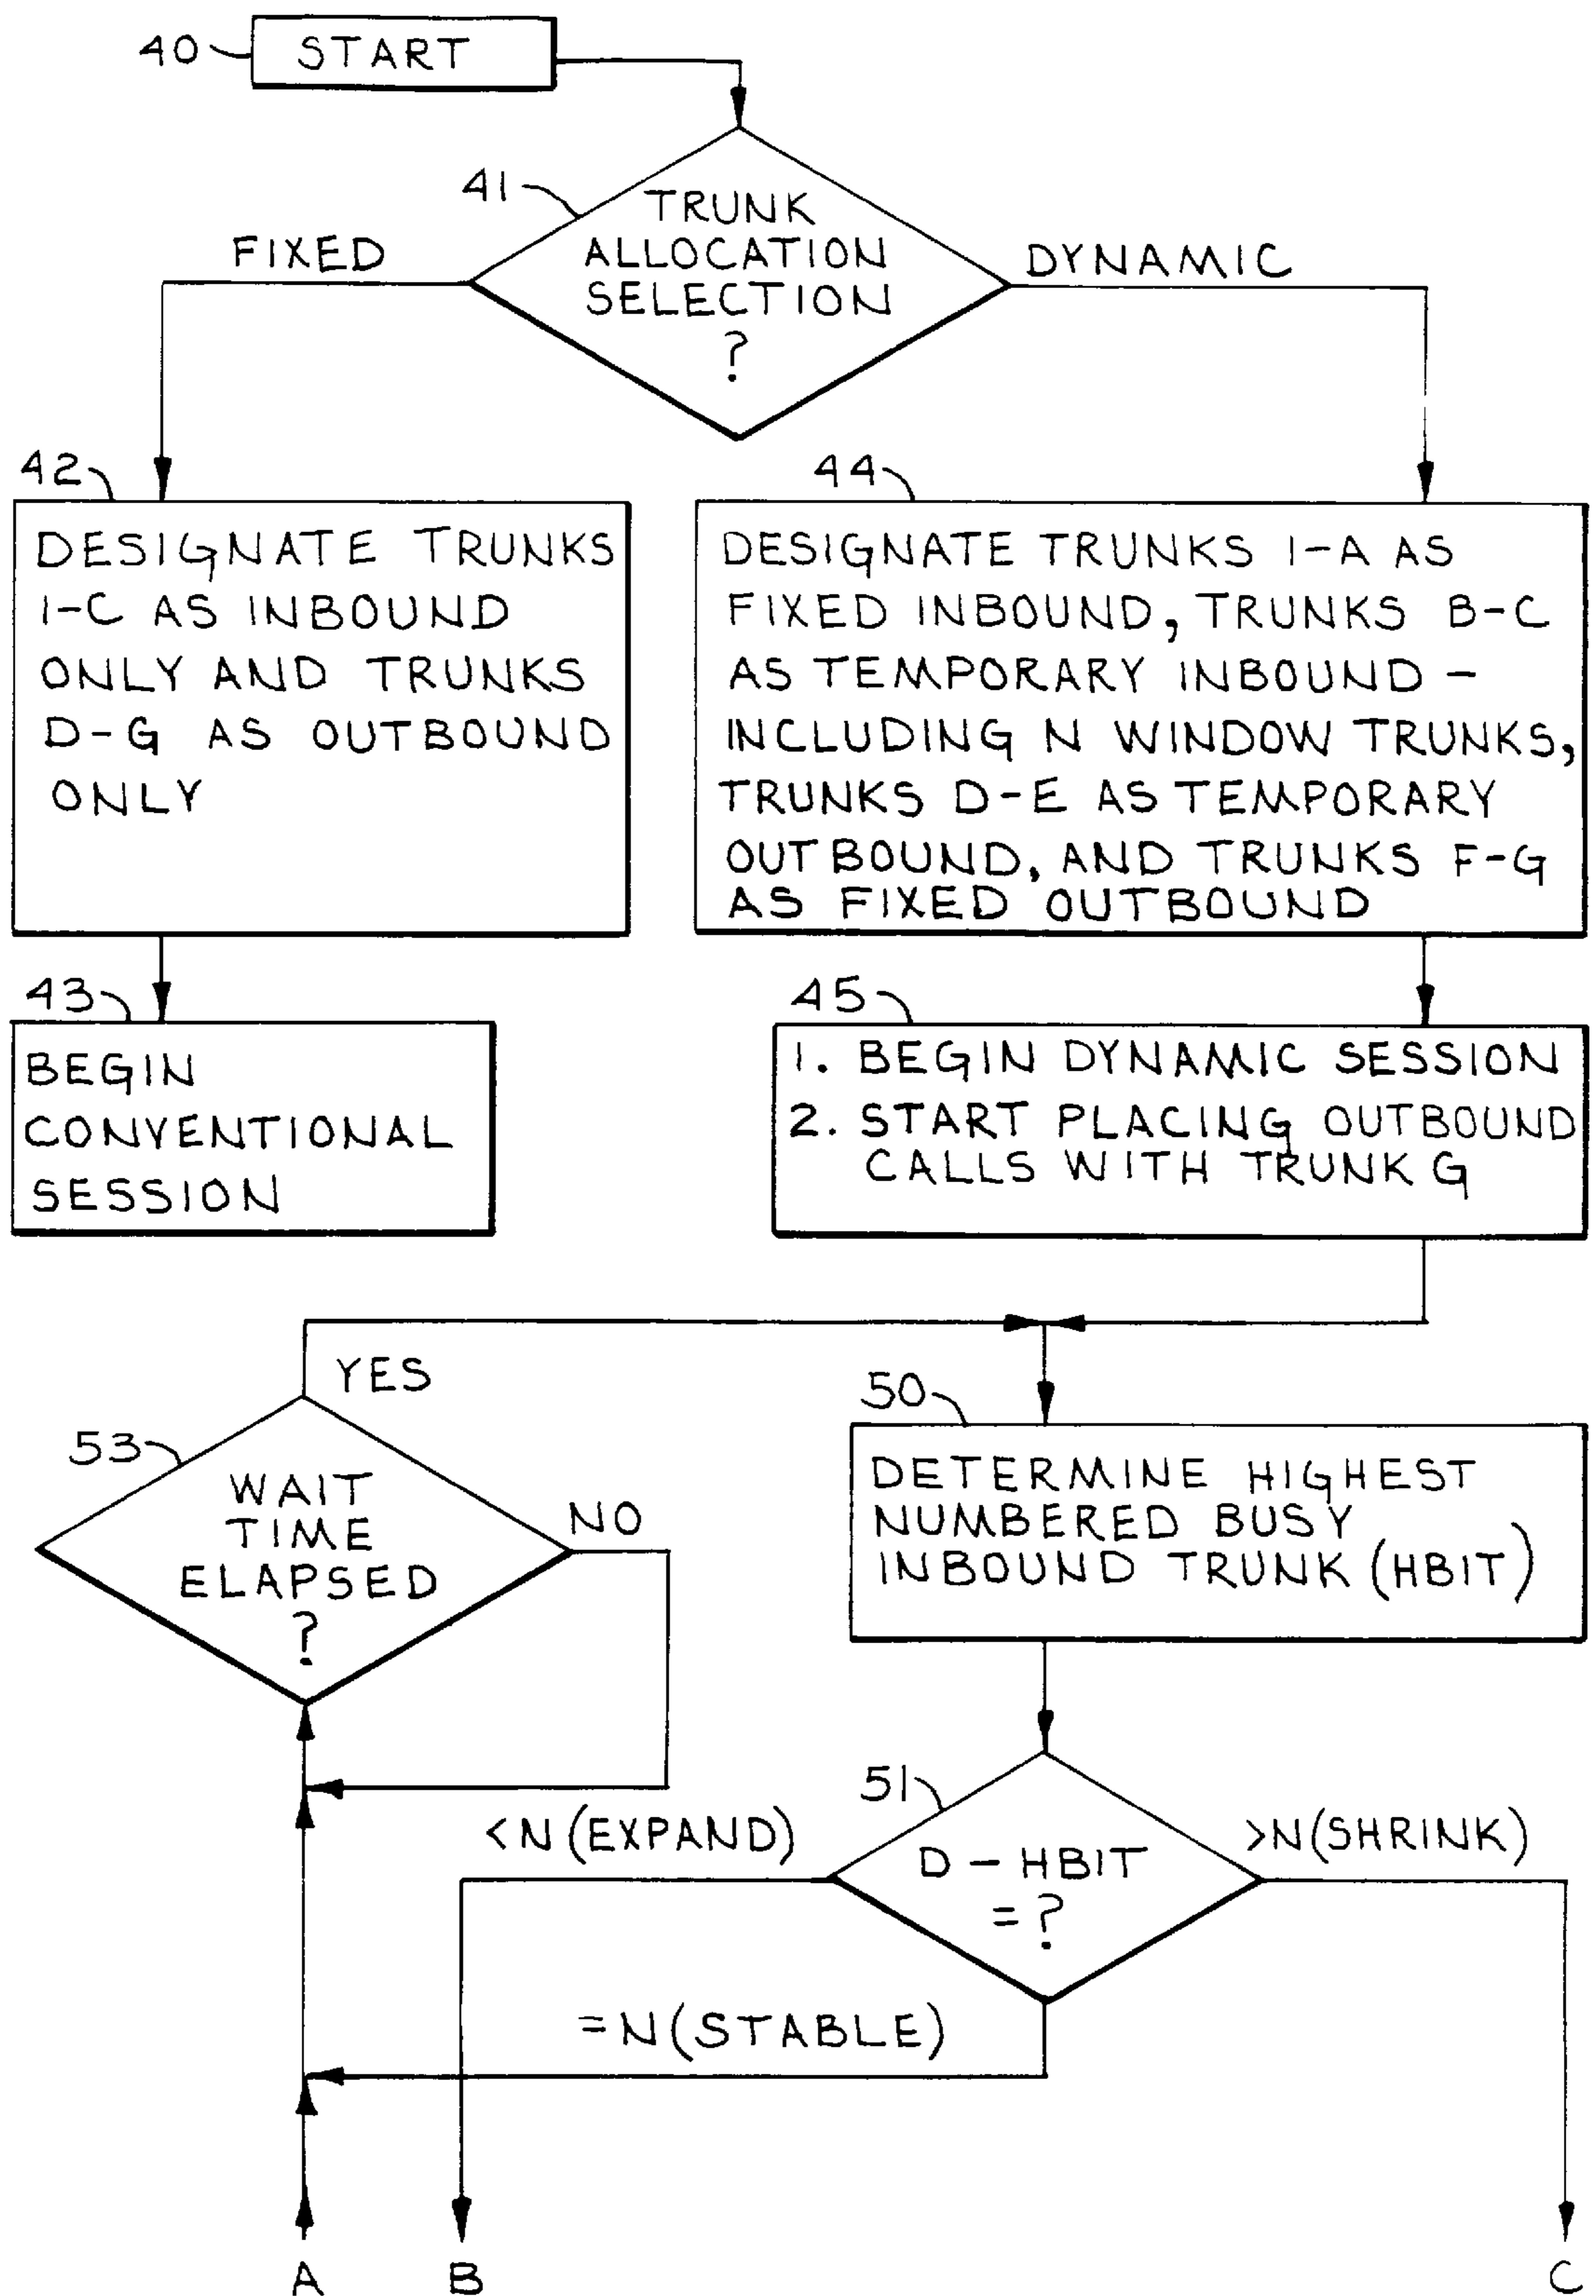 40
START
41
TRUNK
ALLOCATION
SELECTION
?
FIXED
DYNAMIC
42
DESIGNATE TRUNKS
1-C AS INBOUND
ONLY AND TRUNKS
D-G AS OUTBOUND
ONLY
44
DESIGNATE TRUNKS 1-A AS
FIXED INBOUND, TRUNKS B-C
AS TEMPORARY INBOUND -
INCLUDING N WINDOW TRUNKS,
TRUNKS D-E AS TEMPORARY
OUTBOUND, AND TRUNKS F-G
AS FIXED OUTBOUND
43
BEGIN
CONVENTIONAL
SESSION
45
1. BEGIN DYNAMIC SESSION
2. START PLACING OUTBOUND
CALLS WITH TRUNK G
YES
53
WAIT
TIME
ELAPSED
?
NO
50
DETERMINE HIGHEST
NUMBERED BUSY
INBOUND TRUNK (HBIT)
51
D - HBIT
= ?
<N (EXPAND)
>N (SHRINK)
=N (STABLE)
A
B
C